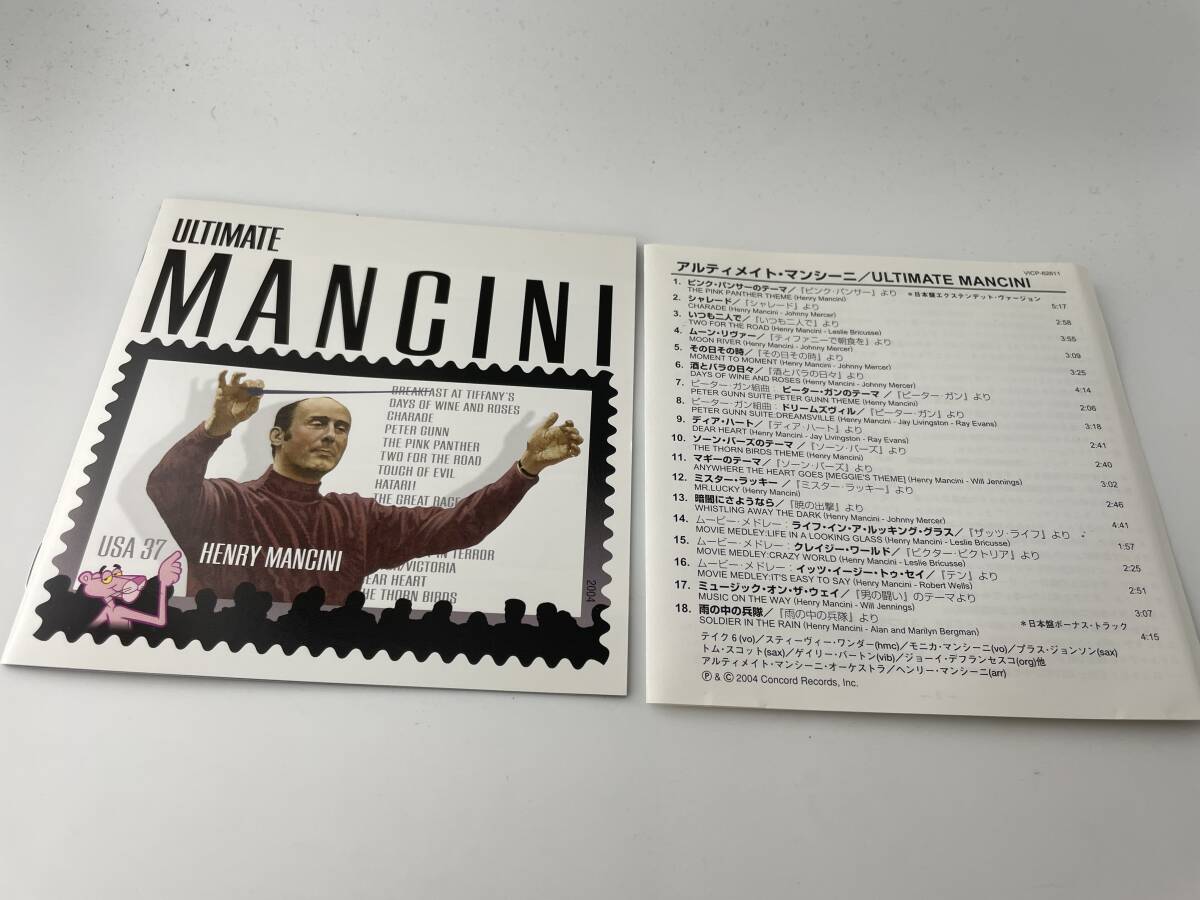 ULTIMATE
MANCINI
BREAKFAST AT TIFFANY'S
DAYS OF WINE AND ROSES
CHARADE
PETER GUNN
THE PINK PANTHER
TWO FOR THE ROAD
TOUCH OF EVIL
HATARI!
THE GREAT RACE
IN TERROR
VICTORIA
EAR HEART
THE THORN BIRDS
USA 37
HENRY MANCINI
2004
VICP-62611
アルティメイト・マンシーニ／ULTIMATE MANCINI
1. ピンク・パンサーのテーマ／『ピンク・パンサー』より ＊日本盤エクステンデット・ヴァージョン 5:17
THE PINK PANTHER THEME (Henry Mancini)
2. シャレード／『シャレード』より 2:58
CHARADE (Henry Mancini - Johnny Mercer)
3. いつも二人で／『いつも二人で』より 3:55
TWO FOR THE ROAD (Henry Mancini - Leslie Bricusse)
4. ムーン・リヴァー／『ティファニーで朝食を』より 3:09
MOON RIVER (Henry Mancini - Johnny Mercer)
5. その日その時／『その日その時』より 3:25
MOMENT TO MOMENT (Henry Mancini - Johnny Mercer)
6. 酒とバラの日々／『酒とバラの日々』より 4:14
DAYS OF WINE AND ROSES (Henry Mancini - Johnny Mercer)
7. ピーター・ガン組曲：ピーター・ガンのテーマ／『ピーター・ガン』より 2:06
PETER GUNN SUITE:PETER GUNN THEME (Henry Mancini)
8. ピーター・ガン組曲：ドリームズヴィル／『ピーター・ガン』より 3:18
PETER GUNN SUITE:DREAMSVILLE (Henry Mancini - Jay Livingston - Ray Evans)
9. ディア・ハート／『ディア・ハート』より 2:41
DEAR HEART (Henry Mancini - Jay Livingston - Ray Evans)
10. ソーン・バーズのテーマ／『ソーン・バーズ』より 2:40
THE THORN BIRDS THEME (Henry Mancini)
11. マギーのテーマ／『ソーン・バーズ』より 3:02
ANYWHERE THE HEART GOES [MEGGIE'S THEME] (Henry Mancini - Will Jennings)
12. ミスター・ラッキー／『ミスター・ラッキー』より 2:46
MR.LUCKY (Henry Mancini)
13. 暗闇にさようなら／『暁の出撃』より 4:41
WHISTLING AWAY THE DARK (Henry Mancini - Johnny Mercer)
14. ムービー・メドレー：ライフ・イン・ア・ルッキング・グラス／『ザッツ・ライフ』より 1:57
MOVIE MEDLEY:LIFE IN A LOOKING GLASS (Henry Mancini - Leslie Bricusse)
15. ムービー・メドレー：クレイジー・ワールド／『ビクター・ビクトリア』より 2:25
MOVIE MEDLEY:CRAZY WORLD (Henry Mancini - Leslie Bricusse)
16. ムービー・メドレー：イッツ・イージー・トゥ・セイ／『テン』より 2:51
MOVIE MEDLEY:IT'S EASY TO SAY (Henry Mancini - Robert Wells)
17. ミュージック・オン・ザ・ウェイ／『男の闘い』のテーマより 3:07
MUSIC ON THE WAY (Henry Mancini - Will Jennings)
18. 雨の中の兵隊／『雨の中の兵隊』より ＊日本盤ボーナス・トラック 4:15
SOLDIER IN THE RAIN (Henry Mancini - Alan and Marilyn Bergman)
テイク6(vo)／スティーヴィー・ワンダー(hmc)／モニカ・マンシーニ(vo)／プラス・ジョンソン(sax)
トム・スコット(sax)／ゲイリー・バートン(vib)／ジョーイ・デフランセスコ(org)他
アルティメイト・マンシーニ・オーケストラ／ヘンリー・マンシーニ(arr)
Ⓟ & Ⓒ 2004 Concord Records, Inc.